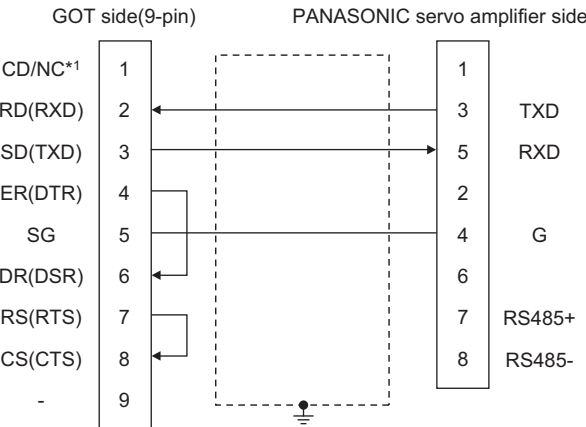 GOT side(9-pin) PANASONIC servo amplifier side
CD/NC*1 1 1
RD(RXD) 2 3 TXD
SD(TXD) 3 5 RXD
ER(DTR) 4 2
SG 5 4 G
DR(DSR) 6 6
RS(RTS) 7 7 RS485+
CS(CTS) 8 8 RS485-
- 9